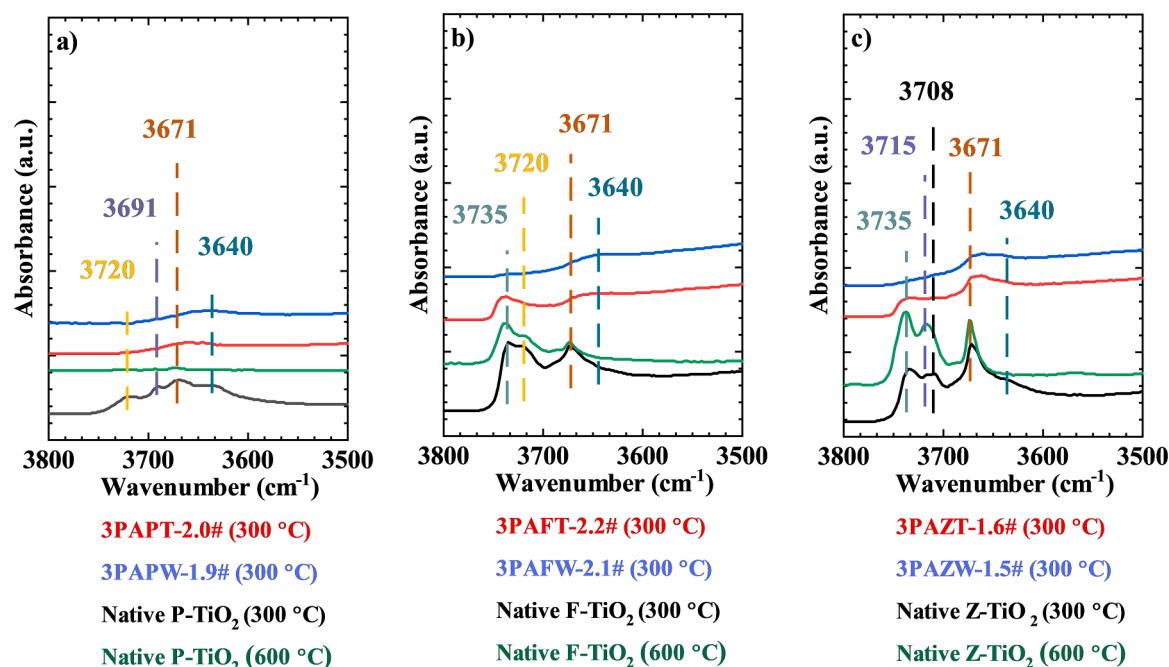 a)
3671
3691
3640
3720
Absorbance (a.u.)
3800 3700 3600 3500
Wavenumber (cm⁻¹)
3PAPT-2.0# (300 °C)
3PAPW-1.9# (300 °C)
Native P-TiO₂ (300 °C)
Native P-TiO₂ (600 °C)
b)
3671
3720
3640
3735
Absorbance (a.u.)
3800 3700 3600 3500
Wavenumber (cm⁻¹)
3PAFT-2.2# (300 °C)
3PAFW-2.1# (300 °C)
Native F-TiO₂ (300 °C)
Native F-TiO₂ (600 °C)
c)
3708
3715
3671
3640
3735
Absorbance (a.u.)
3800 3700 3600 3500
Wavenumber (cm⁻¹)
3PAZT-1.6# (300 °C)
3PAZW-1.5# (300 °C)
Native Z-TiO₂ (300 °C)
Native Z-TiO₂ (600 °C)